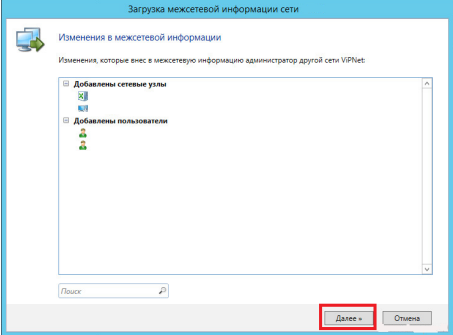 Загрузка межсетевой информации сети
Изменения в межсетевой информации
Изменения, которые внес в межсетевую информацию администратор другой сети ViPNet:
Добавлены сетевые узлы
Добавлены пользователи
Поиск
Далее »
Отмена